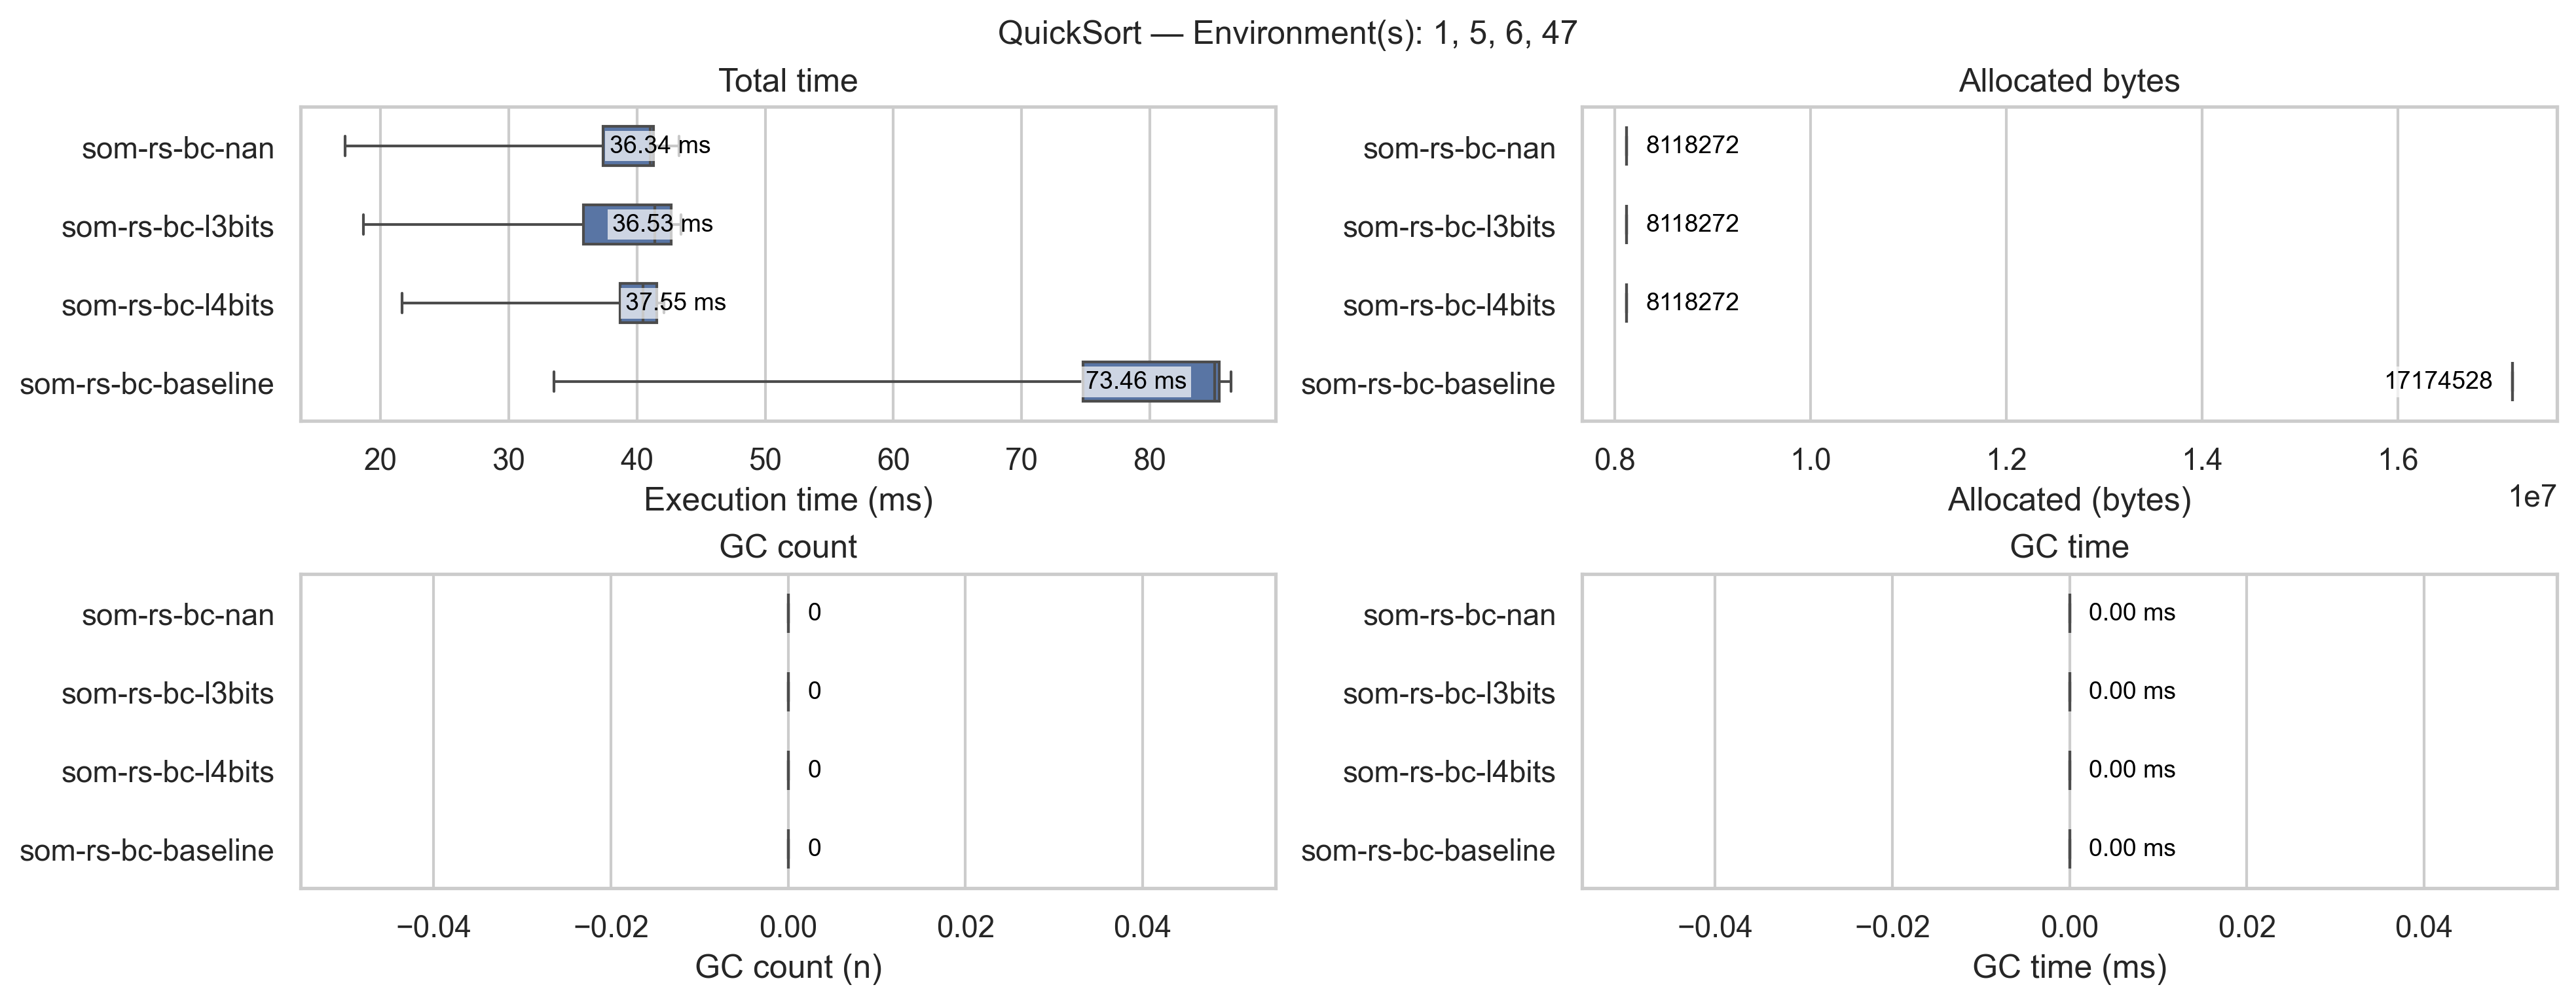 QuickSort — Environment(s): 1, 5, 6, 47
Total time
som-rs-bc-nan
36.34 ms
som-rs-bc-l3bits
36.53 ms
som-rs-bc-l4bits
37.55 ms
som-rs-bc-baseline
73.46 ms
20 30 40 50 60 70 80
Execution time (ms)
Allocated bytes
som-rs-bc-nan
8118272
som-rs-bc-l3bits
8118272
som-rs-bc-l4bits
8118272
som-rs-bc-baseline
17174528
0.8 1.0 1.2 1.4 1.6
1e7
Allocated (bytes)
GC count
som-rs-bc-nan
0
som-rs-bc-l3bits
0
som-rs-bc-l4bits
0
som-rs-bc-baseline
0
−0.04 −0.02 0.00 0.02 0.04
GC count (n)
GC time
som-rs-bc-nan
0.00 ms
som-rs-bc-l3bits
0.00 ms
som-rs-bc-l4bits
0.00 ms
som-rs-bc-baseline
0.00 ms
−0.04 −0.02 0.00 0.02 0.04
GC time (ms)